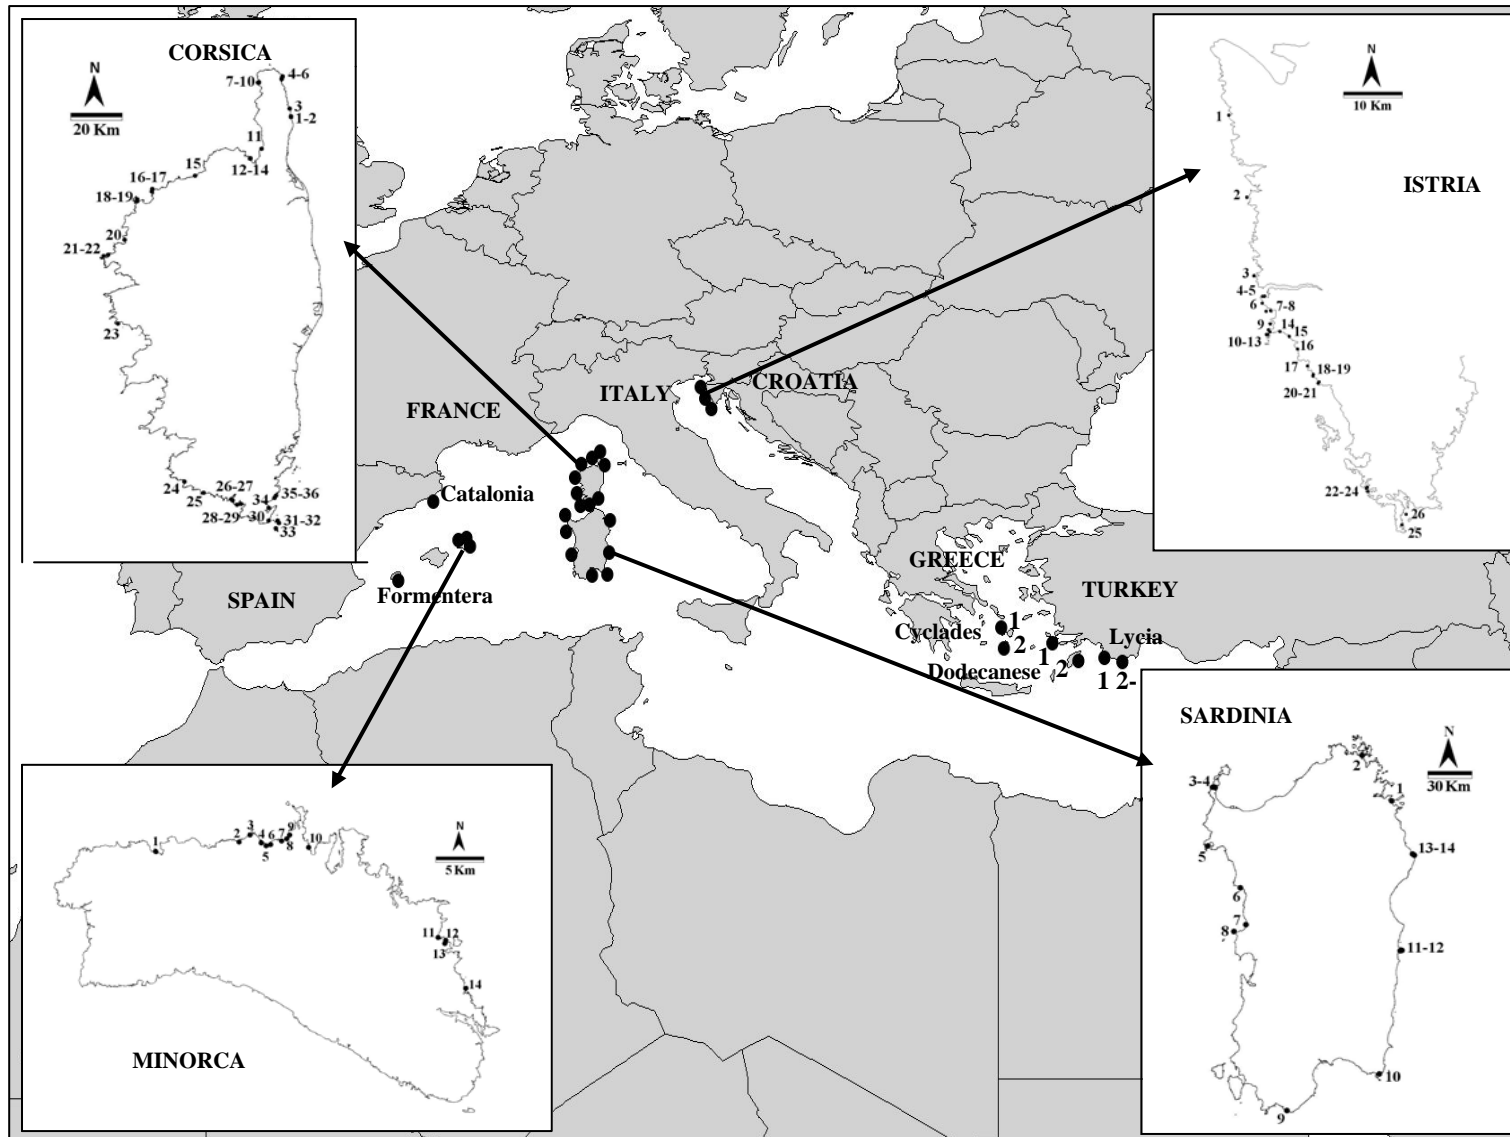 CORSICA
N
20 Km
4-6
7-10
3
1-2
11
12-14
15
16-17
18-19
20
21-22
23
24
25
26-27
28-29
30
34
35-36
31-32
33
N
10 Km
ISTRIA
1
2
3
4-5
6
7-8
9
10-13
14
15
16
17
18-19
20-21
22-24
26
25
ITALY
CROATIA
FRANCE
Catalonia
Formentera
SPAIN
GREECE
TURKEY
Cyclades
1
2
Dodecanese
1
2
Lycia
1 2-
MINORCA
N
5 Km
1
2
3
4
5
6
7
8
9
10
11
12
13
14
SARDINIA
N
30 Km
1
2
3-4
5
6
7
8
9
10
11-12
13-14